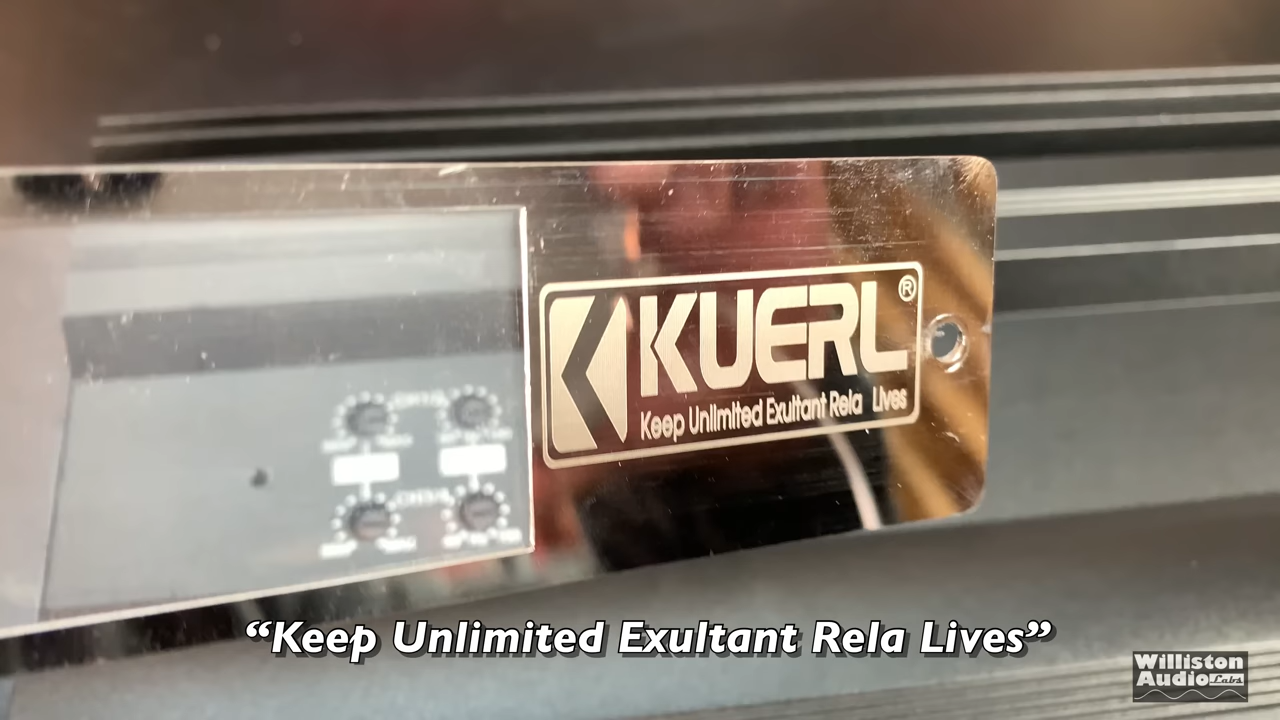 KUERL®
Keep Unlimited Exultant Rela Lives
“Keep Unlimited Exultant Rela Lives”
Williston
Audio Labs